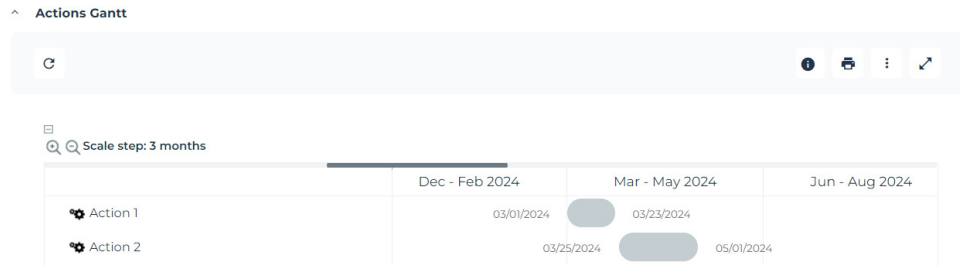 Actions Gantt
Scale step: 3 months
Dec - Feb 2024 Mar - May 2024 Jun - Aug 2024
Action 1 03/01/2024 03/23/2024
Action 2 03/25/2024 05/01/2024